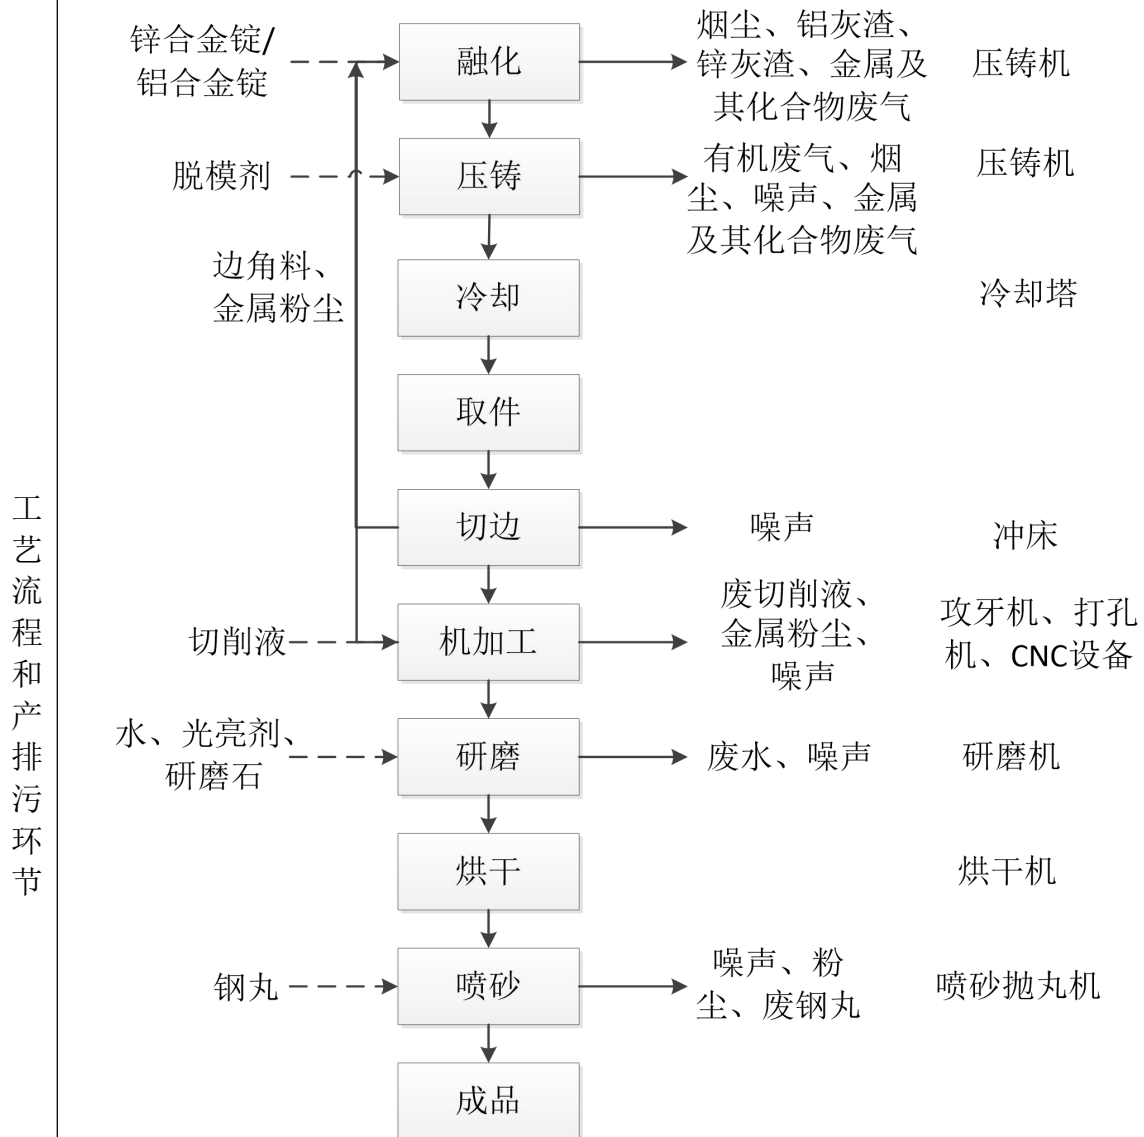 锌合金锭/
铝合金锭
融化
烟尘、铝灰渣、
锌灰渣、金属及
其化合物废气
压铸机
脱模剂
压铸
有机废气、烟
尘、噪声、金属
及其化合物废气
压铸机
边角料、
金属粉尘
冷却
冷却塔
取件
切边
噪声
冲床
切削液
机加工
废切削液、
金属粉尘、
噪声
攻牙机、打孔
机、CNC设备
水、光亮剂、
研磨石
研磨
废水、噪声
研磨机
烘干
烘干机
钢丸
喷砂
噪声、粉
尘、废钢丸
喷砂抛丸机
成品
工艺流程和产排污环节